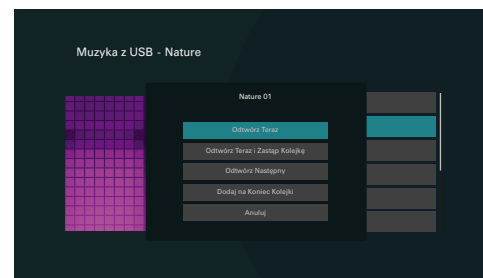 Muzyka z USB - Nature
Nature 01
Odtwórz Teraz
Odtwórz Teraz i Zastąp Kolejkę
Odtwórz Następny
Dodaj na Koniec Kolejki
Anuluj